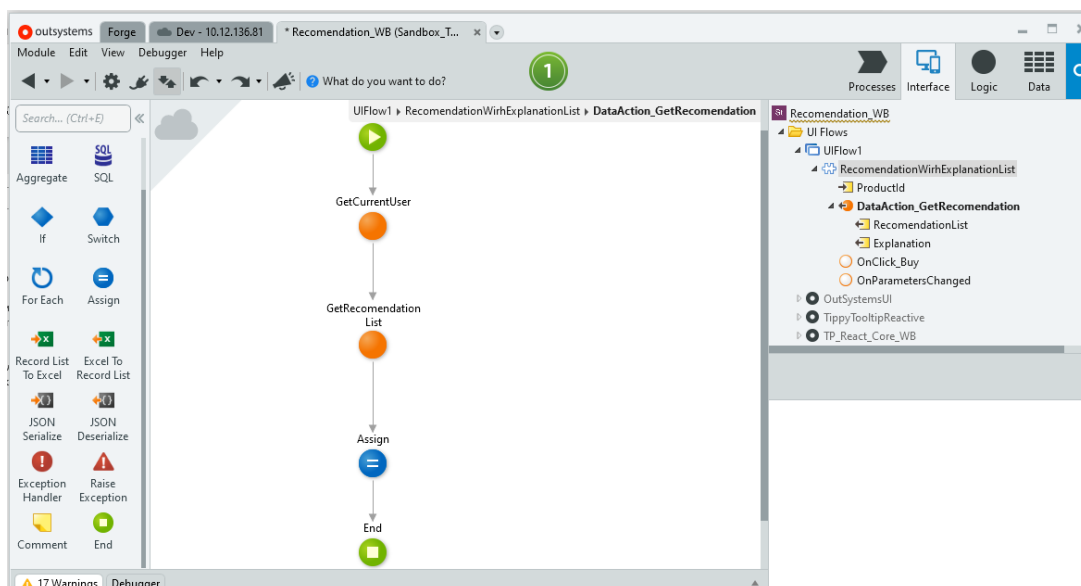 outsystems
Forge
Dev - 10.12.136.81
* Recomendation_WB (Sandbox_T...
Module Edit View Debugger Help
What do you want to do?
1
Processes
Interface
Logic
Data
Search... (Ctrl+E)
UIFlow1 RecomendationWirhExplanationList DataAction_GetRecomendation
Aggregate
SQL
SQL
If
Switch
For Each
Assign
Record List
To Excel
Excel To
Record List
JSON
Serialize
JSON
Deserialize
Exception
Handler
Raise
Exception
Comment
End
GetCurrentUser
GetRecomendation
List
Assign
End
Recomendation_WB
UI Flows
UIFlow1
RecomendationWirhExplanationList
ProductId
DataAction_GetRecomendation
RecomendationList
Explanation
OnClick_Buy
OnParametersChanged
OutSystemsUI
TippyTooltipReactive
TP_React_Core_WB
17 Warnings
Debugger